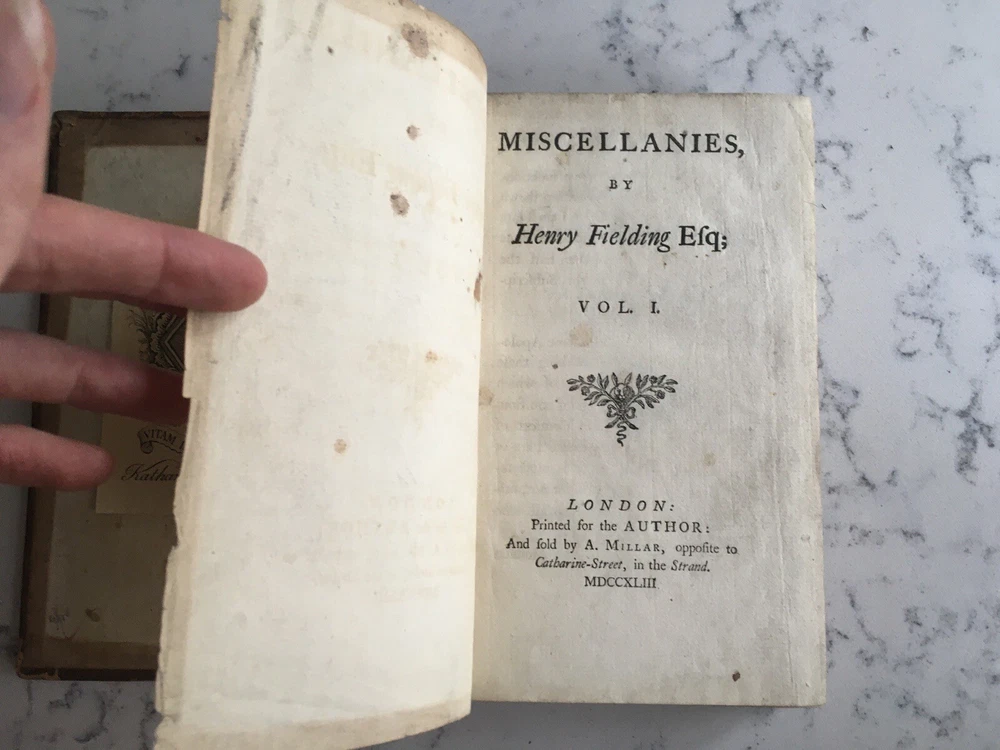 VITAM
MISCELLANIES,
BY
Henry Fielding Eſq;
VOL. I.
LONDON:
Printed for the AUTHOR:
And ſold by A. MILLAR, oppoſite to
Catharine-Street, in the Strand.
MDCCXLIII